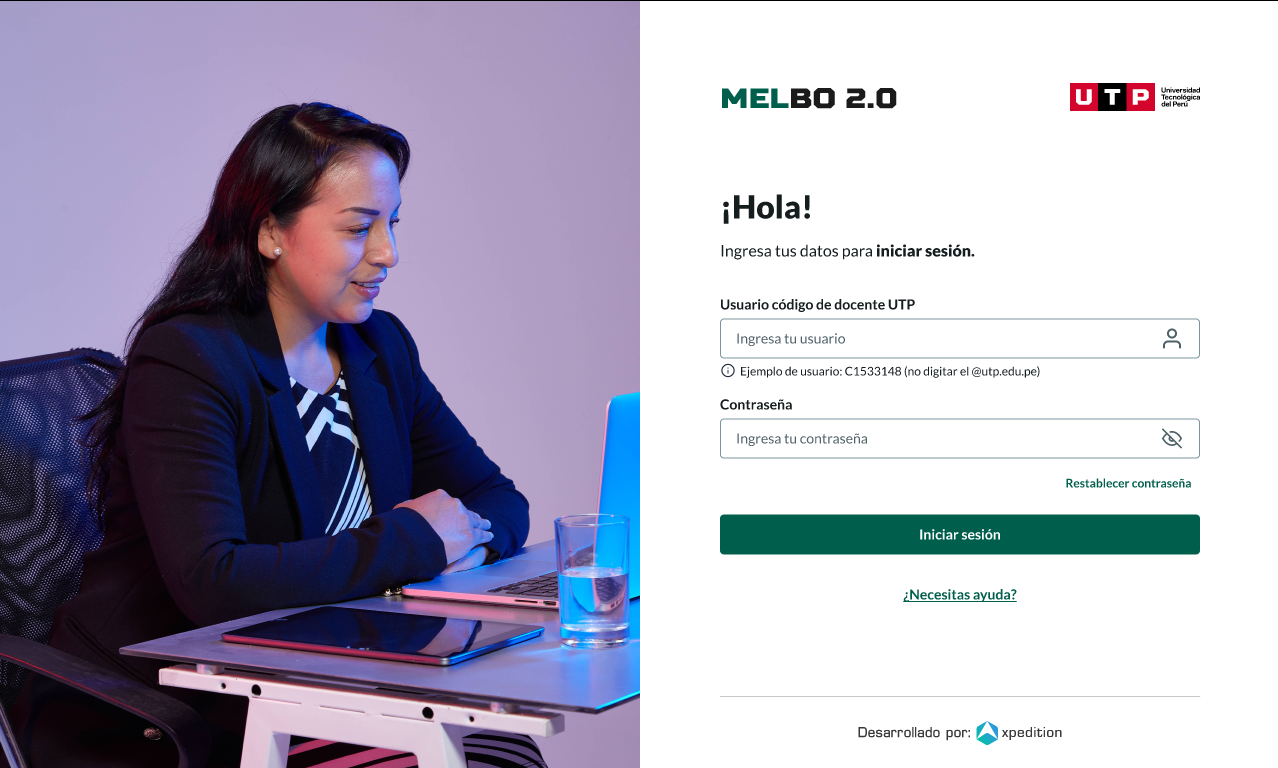 MELBO 2.0
UTP Universidad
Tecnológica
del Perú
¡Hola!
Ingresa tus datos para iniciar sesión.
Usuario código de docente UTP
Ingresa tu usuario
Ejemplo de usuario: C1533148 (no digitar el @utp.edu.pe)
Contraseña
Ingresa tu contraseña
Restablecer contraseña
Iniciar sesión
¿Necesitas ayuda?
Desarrollado por: xpedition